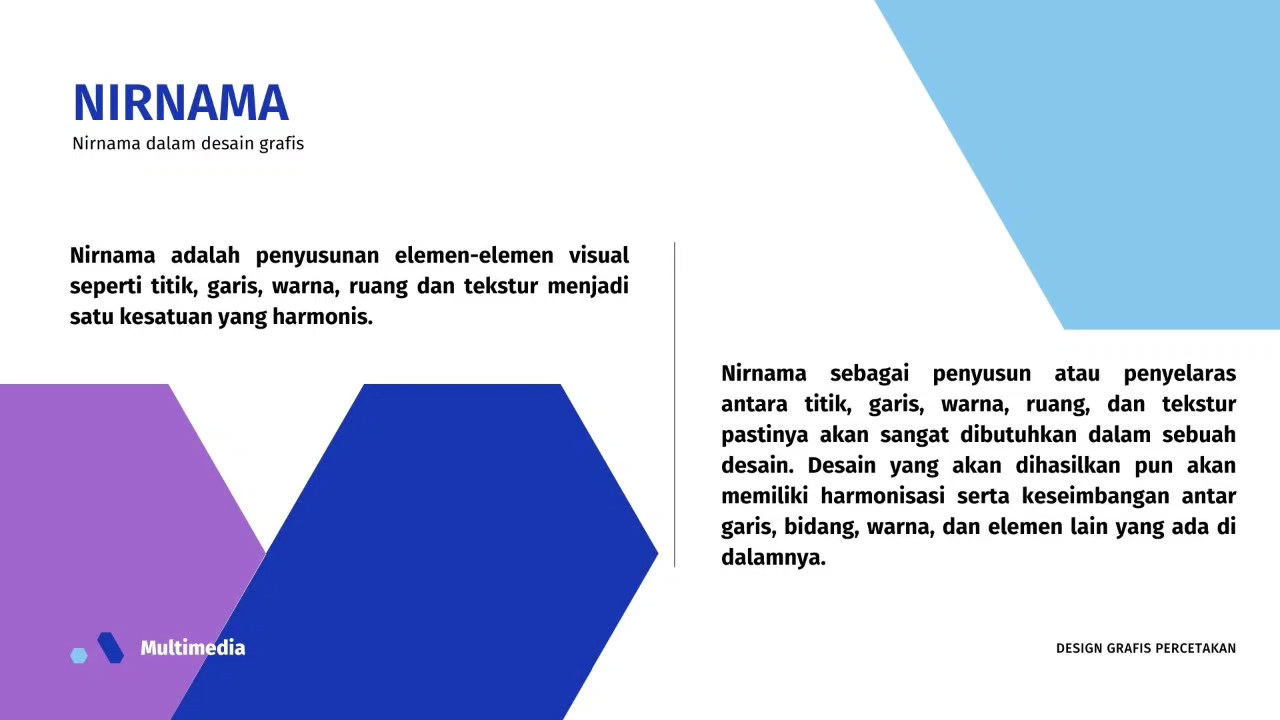 NIRNAMA
Nirnama dalam desain grafis
Nirnama adalah penyusunan elemen-elemen visual
seperti titik, garis, warna, ruang dan tekstur menjadi
satu kesatuan yang harmonis.
Nirnama sebagai penyusun atau penyelaras
antara titik, garis, warna, ruang, dan tekstur
pastinya akan sangat dibutuhkan dalam sebuah
desain. Desain yang akan dihasilkan pun akan
memiliki harmonisasi serta keseimbangan antar
garis, bidang, warna, dan elemen lain yang ada di
dalamnya.
Multimedia
DESIGN GRAFIS PERCETAKAN